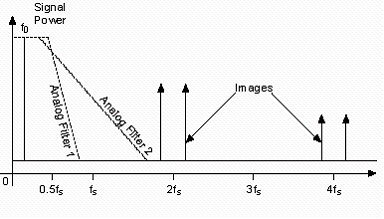 Signal
Power
f0
Analog Filter 1
Analog Filter 2
Images
0
0.5fs
fs
2fs
3fs
4fs